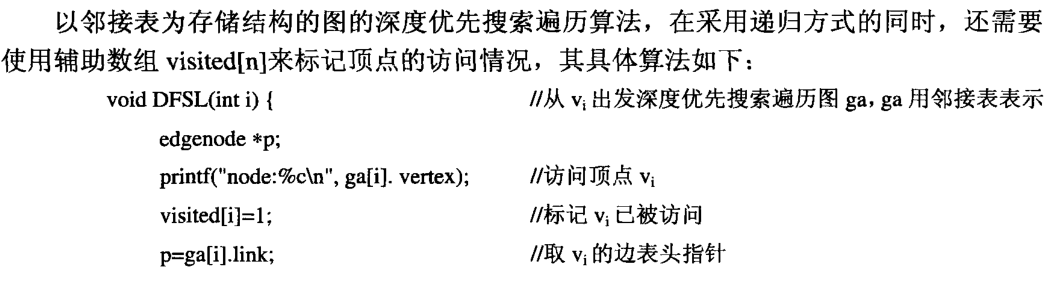 以邻接表为存储结构的图的深度优先搜索遍历算法，在采用递归方式的同时，还需要
使用辅助数组 visited[n]来标记顶点的访问情况，其具体算法如下：
void DFSL(int i) { //从 vi 出发深度优先搜索遍历图 ga，ga 用邻接表表示
edgenode *p;
printf("node:%c\n", ga[i]. vertex); //访问顶点 vi
visited[i]=1; //标记 vi 已被访问
p=ga[i].link; //取 vi 的边表头指针